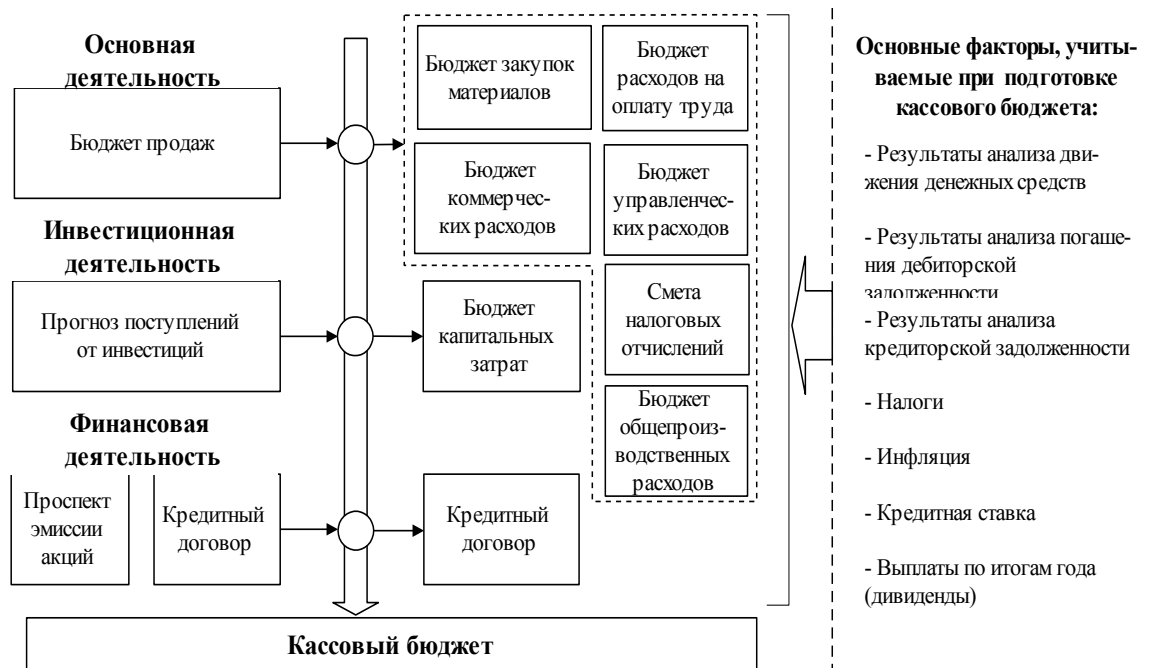 Основная
деятельность
Бюджет продаж
Бюджет закупок
материалов
Бюджет
расходов на
оплату труда
Бюджет
коммерчес-
ких расходов
Бюджет
управленчес-
ких расходов
Инвестиционная
деятельность
Прогноз поступлений
от инвестиций
Бюджет
капитальных
затрат
Смета
налоговых
отчислений
Бюджет
общепроиз-
водственных
расходов
Финансовая
деятельность
Проспект
эмиссии
акций
Кредитный
договор
Кредитный
договор
Кассовый бюджет
Основные факторы, учиты-
ваемые при подготовке
кассового бюджета:
- Результаты анализа дви-
жения денежных средств
- Результаты анализа погаше-
ния дебиторской
задолженности
- Результаты анализа
кредиторской задолженности
- Налоги
- Инфляция
- Кредитная ставка
- Выплаты по итогам года
(дивиденды)